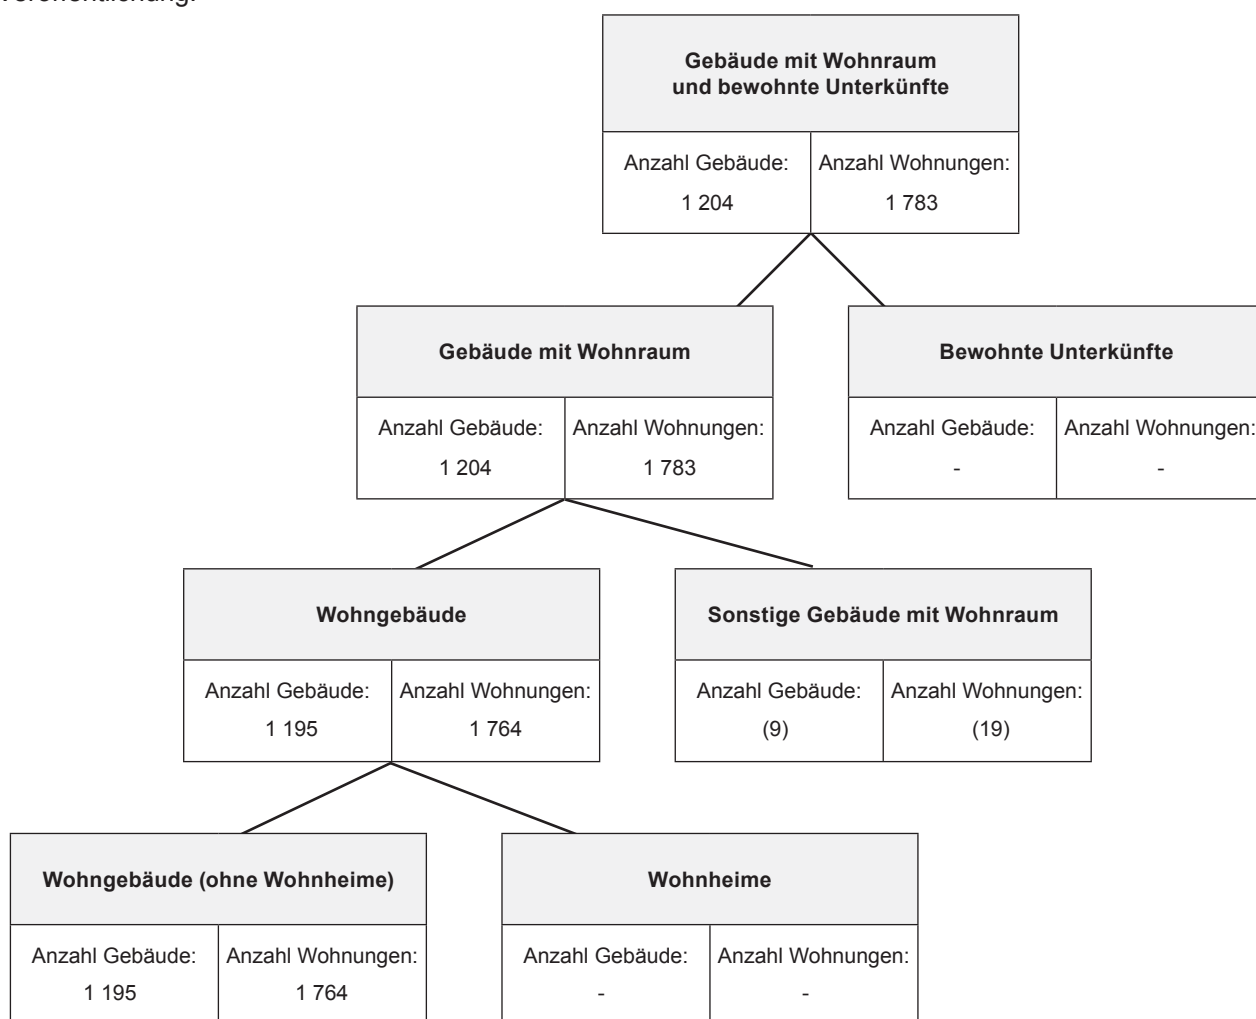 Veröffentlichung.
Gebäude mit Wohnraum
und bewohnte Unterkünfte
Anzahl Gebäude: Anzahl Wohnungen:
1 204 1 783
Gebäude mit Wohnraum Bewohnte Unterkünfte
Anzahl Gebäude: Anzahl Wohnungen: Anzahl Gebäude: Anzahl Wohnungen:
1 204 1 783 - -
Wohngebäude Sonstige Gebäude mit Wohnraum
Anzahl Gebäude: Anzahl Wohnungen: Anzahl Gebäude: Anzahl Wohnungen:
1 195 1 764 (9) (19)
Wohngebäude (ohne Wohnheime) Wohnheime
Anzahl Gebäude: Anzahl Wohnungen: Anzahl Gebäude: Anzahl Wohnungen:
1 195 1 764 - -